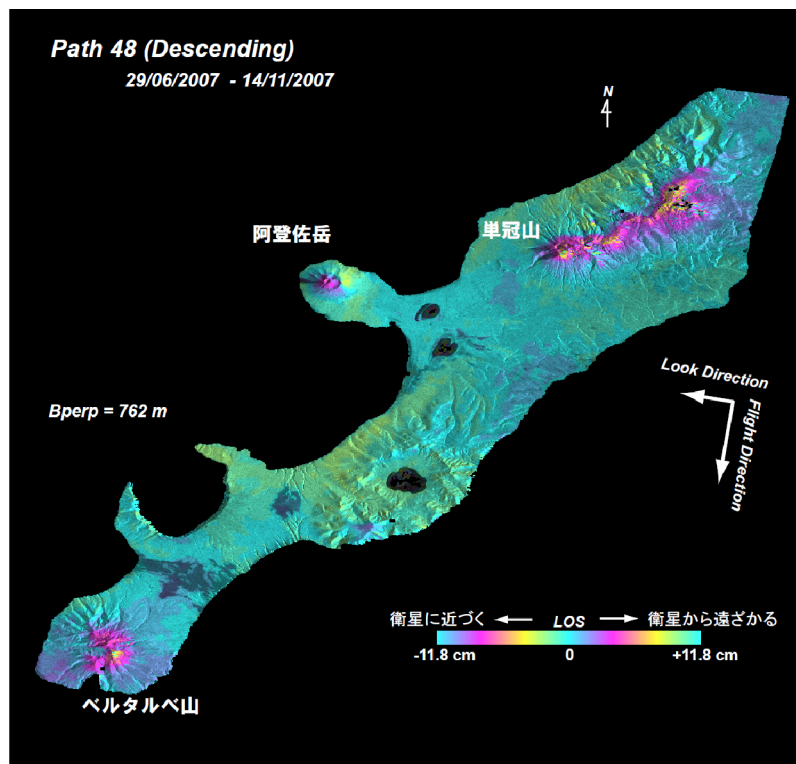 Path 48 (Descending)
29/06/2007 - 14/11/2007
N
阿登佐岳
単冠山
Look Direction
Flight Direction
Bperp = 762 m
衛星に近づく LOS 衛星から遠ざかる
-11.8 cm 0 +11.8 cm
ベルタルベ山